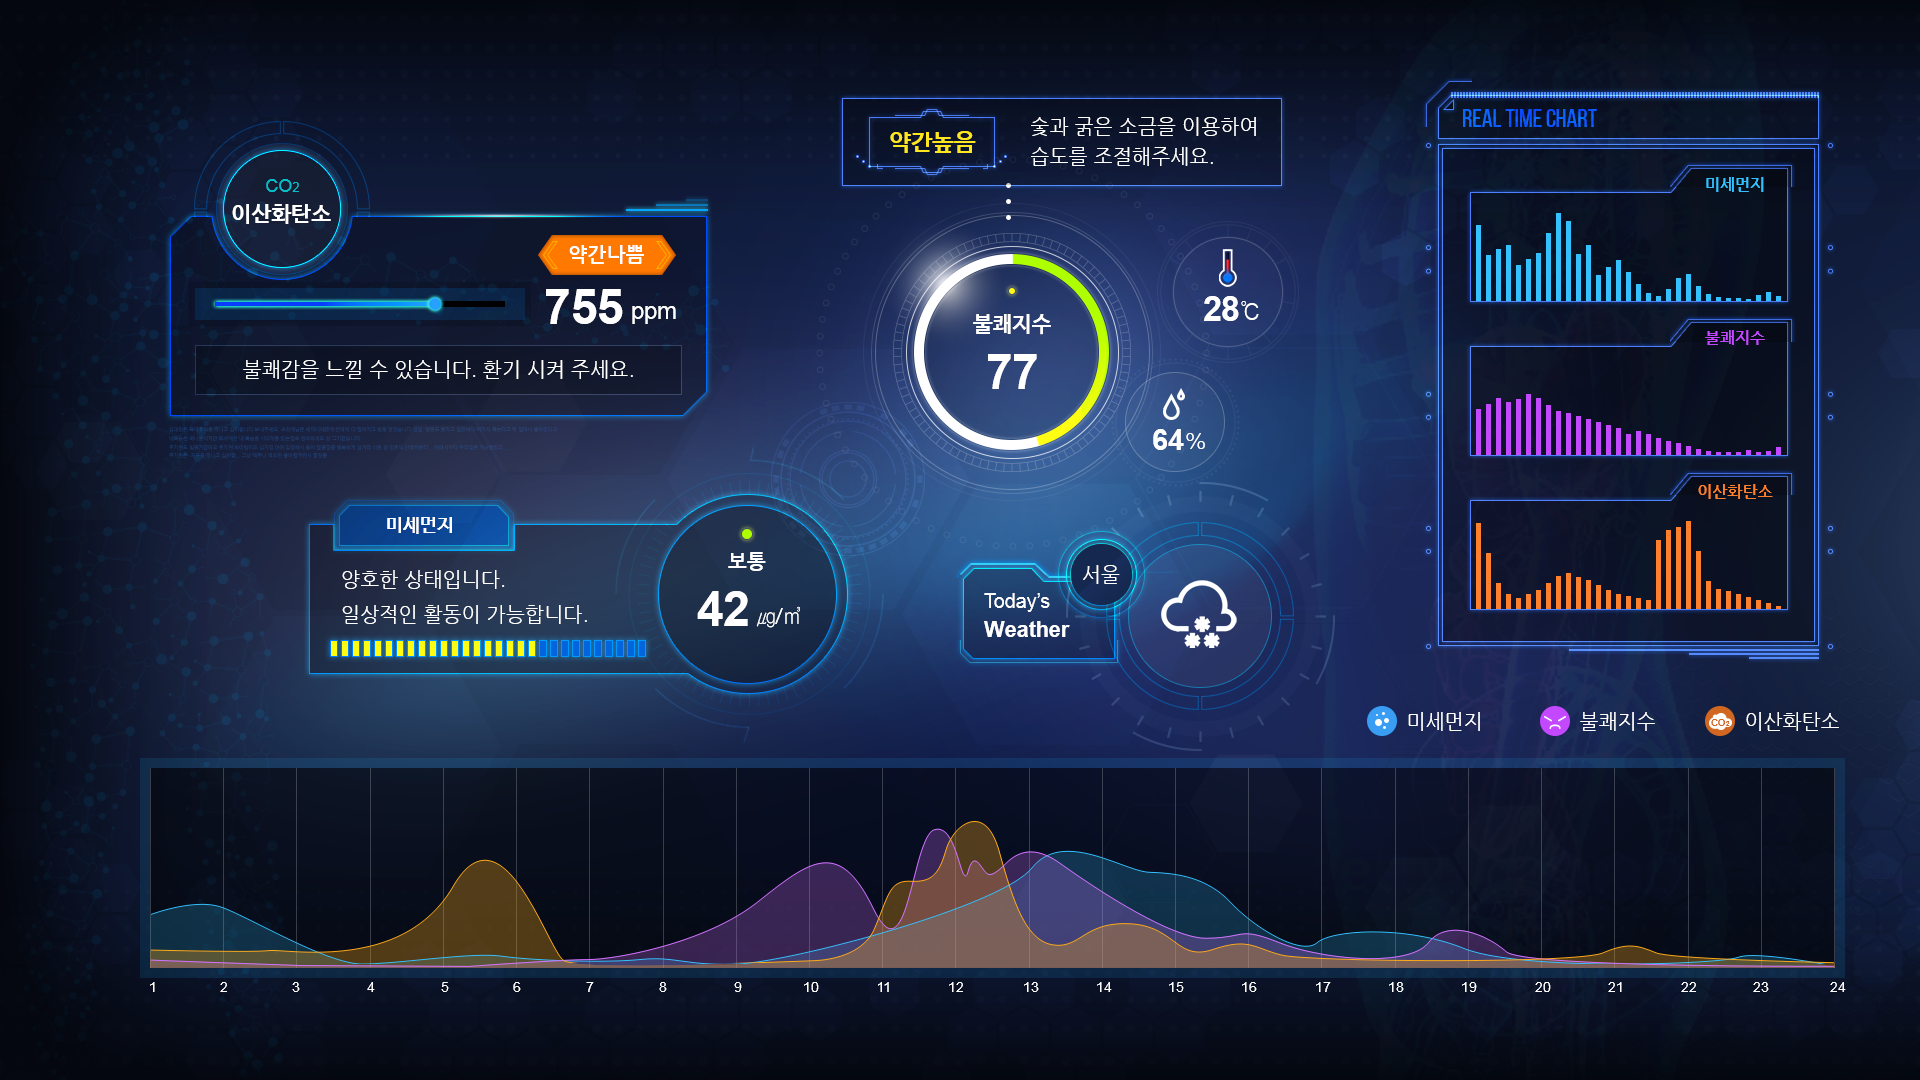 CO2
이산화탄소
약간나쁨
755 ppm
불쾌감을 느낄 수 있습니다. 환기 시켜 주세요.
약간높음
숯과 굵은 소금을 이용하여
습도를 조절해주세요.
불쾌지수
77
28℃
64%
미세먼지
양호한 상태입니다.
일상적인 활동이 가능합니다.
보통
42 ㎍/㎥
서울
Today's
Weather
REAL TIME CHART
미세먼지
불쾌지수
이산화탄소
미세먼지
불쾌지수
CO2 이산화탄소
1 2 3 4 5 6 7 8 9 10 11 12 13 14 15 16 17 18 19 20 21 22 23 24